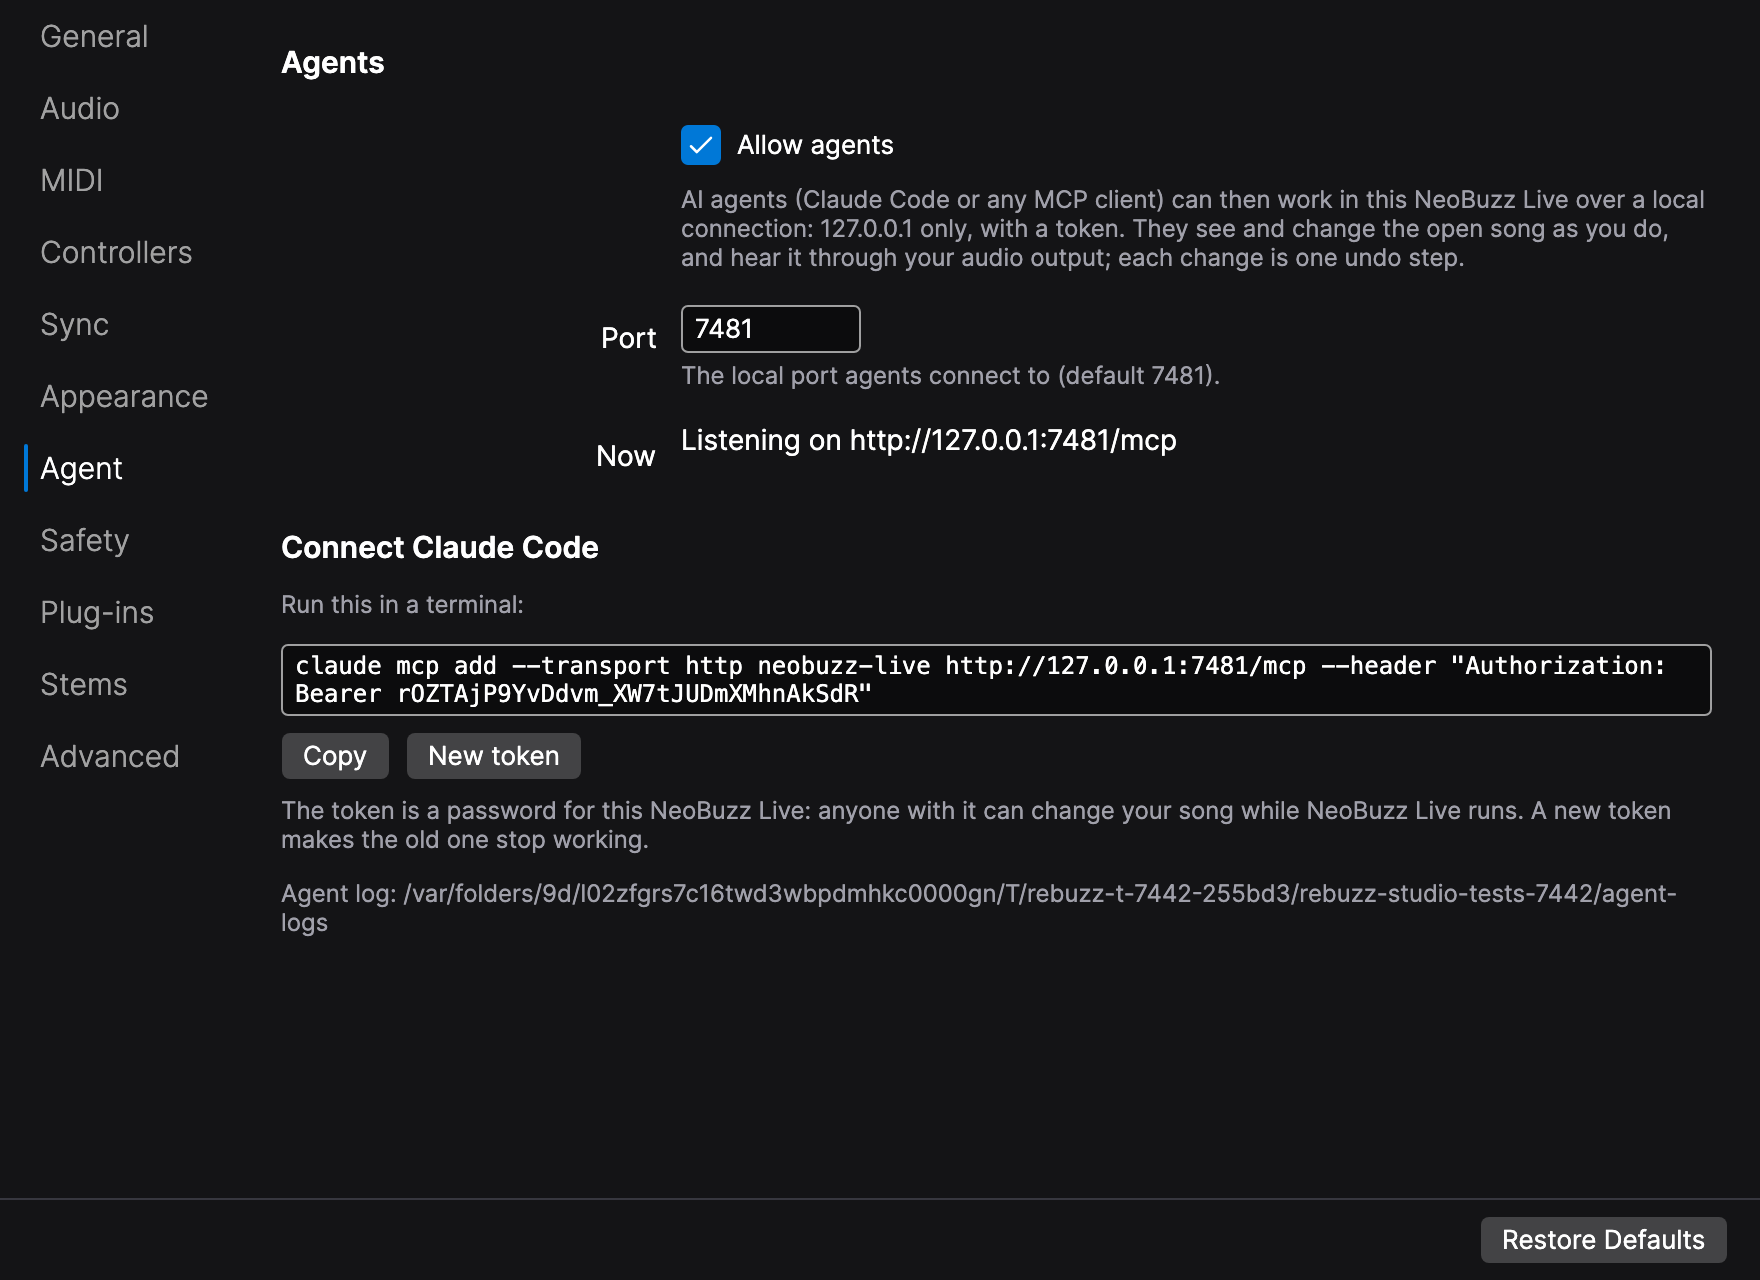 General
Audio
MIDI
Controllers
Sync
Appearance
Agent
Safety
Plug-ins
Stems
Advanced
Agents
Allow agents
AI agents (Claude Code or any MCP client) can then work in this NeoBuzz Live over a local
connection: 127.0.0.1 only, with a token. They see and change the open song as you do,
and hear it through your audio output; each change is one undo step.
Port
7481
The local port agents connect to (default 7481).
Now
Listening on http://127.0.0.1:7481/mcp
Connect Claude Code
Run this in a terminal:
claude mcp add --transport http neobuzz-live http://127.0.0.1:7481/mcp --header "Authorization:
Bearer rOZTAjP9YvDdvm_XW7tJUDmXMhnAkSdR"
Copy
New token
The token is a password for this NeoBuzz Live: anyone with it can change your song while NeoBuzz Live runs. A new token
makes the old one stop working.
Agent log: /var/folders/9d/l02zfgrs7c16twd3wbpdmhkc0000gn/T/rebuzz-t-7442-255bd3/rebuzz-studio-tests-7442/agent-
logs
Restore Defaults